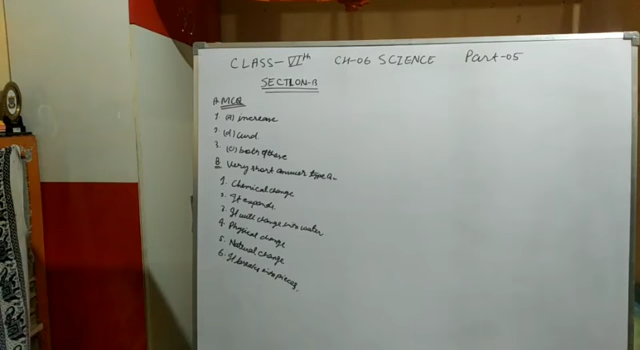 CLASS-VIth CH-06 SCIENCE Part-05
SECTION-B
A. MCQ
1. (a) increase
2. (d) curd
3. (c) both of these
B Very short answer type Q-
1. Chemical change
2. It expands.
3. It will change into water
4. Physical change
5. Natural change
6. It breaks into pieces.